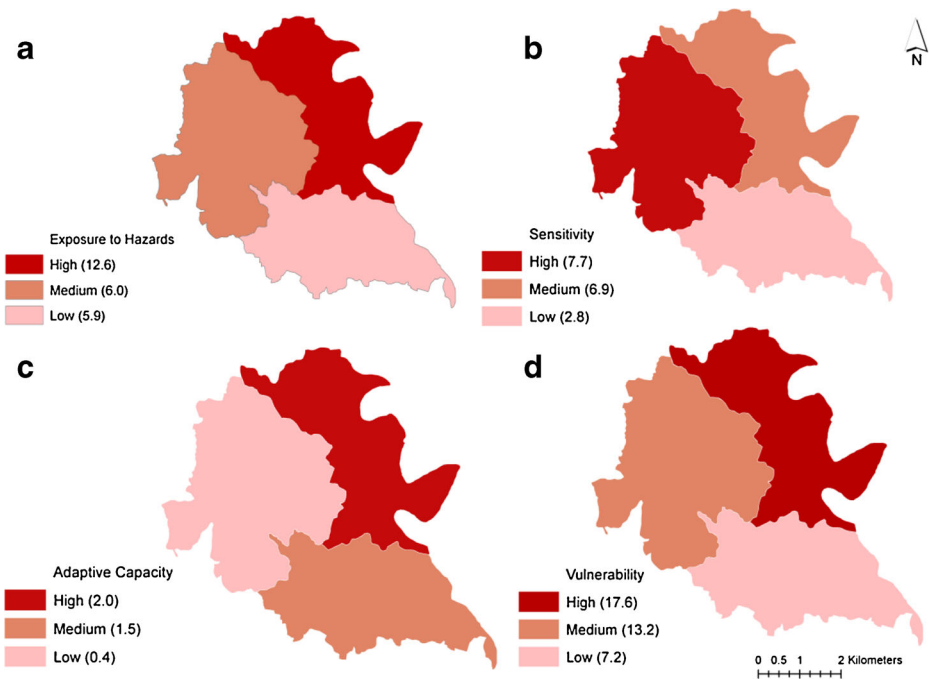 a
Exposure to Hazards
High (12.6)
Medium (6.0)
Low (5.9)
b
N
Sensitivity
High (7.7)
Medium (6.9)
Low (2.8)
c
Adaptive Capacity
High (2.0)
Medium (1.5)
Low (0.4)
d
Vulnerability
High (17.6)
Medium (13.2)
Low (7.2)
0 0.5 1 2 Kilometers